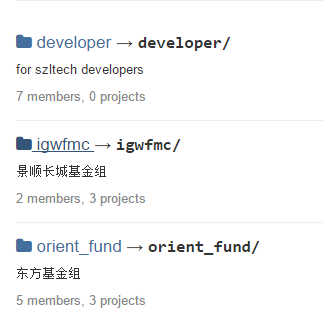 developer → developer/
for szltech developers
7 members, 0 projects
igwfmc → igwfmc/
景顺长城基金组
2 members, 3 projects
orient_fund → orient_fund/
东方基金组
5 members, 3 projects